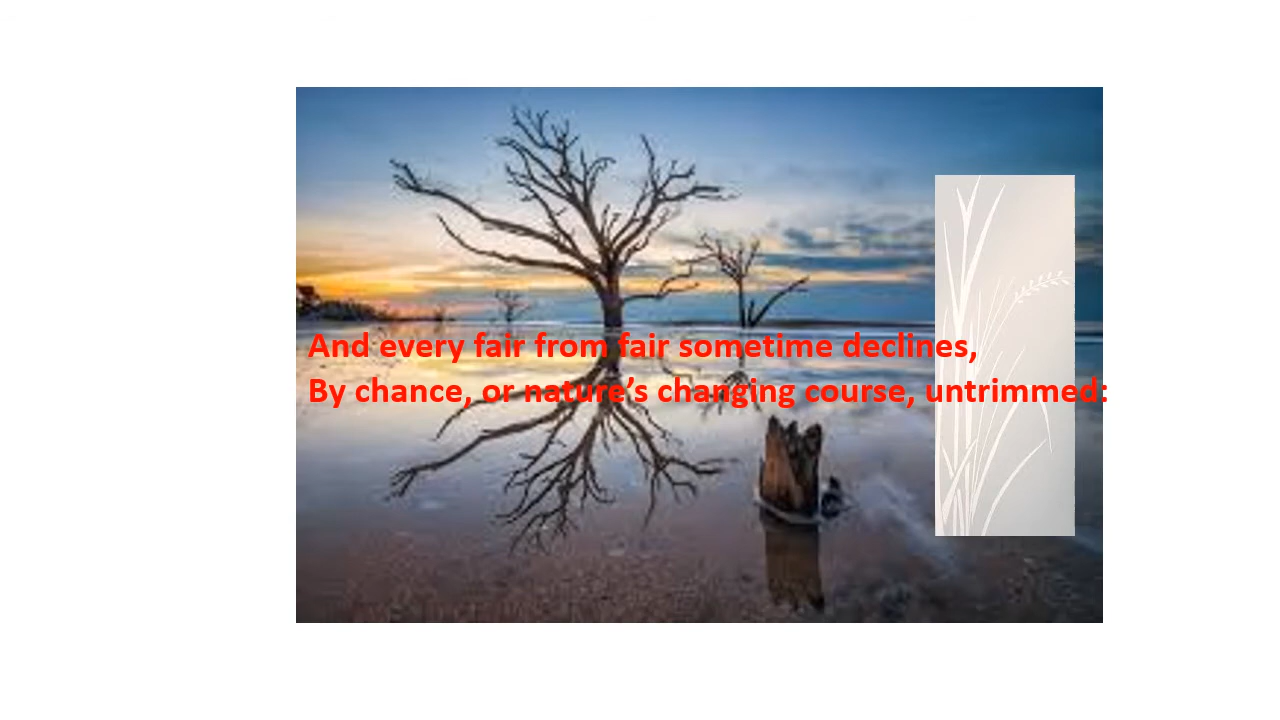 And every fair from fair sometime declines,
By chance, or nature’s changing course, untrimmed: